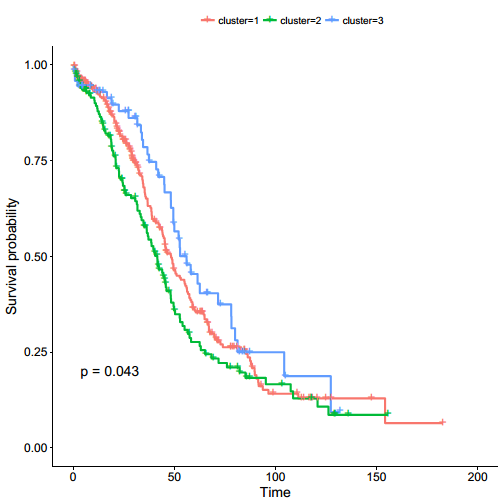 cluster=1 cluster=2 cluster=3
1.00
0.75
0.50
0.25
0.00
Survival probability
p = 0.043
0 50 100 150 200
Time